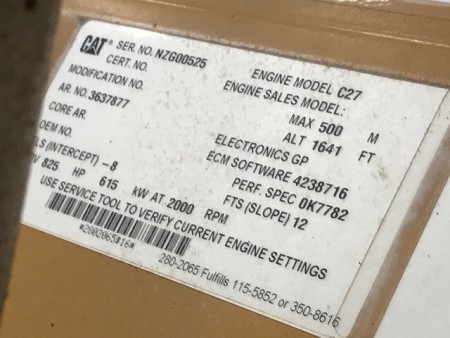 CAT® SER. NO. NZG00525 ENGINE MODEL C27
CERT. NO. ENGINE SALES MODEL:
MODIFICATION NO. MAX 500 M
AR. NO. 3637877 ALT 1641 FT
CORE AR ELECTRONICS GP
OEM NO. ECM SOFTWARE 4238716
(INTERCEPT) -8 PERF. SPEC 0K7782
825 HP 615 kW AT 2000 RPM FTS (SLOPE) 12
USE SERVICE TOOL TO VERIFY CURRENT ENGINE SETTINGS
*2802065#16*
280-2065 Fulfills 115-5852 or 350-8616